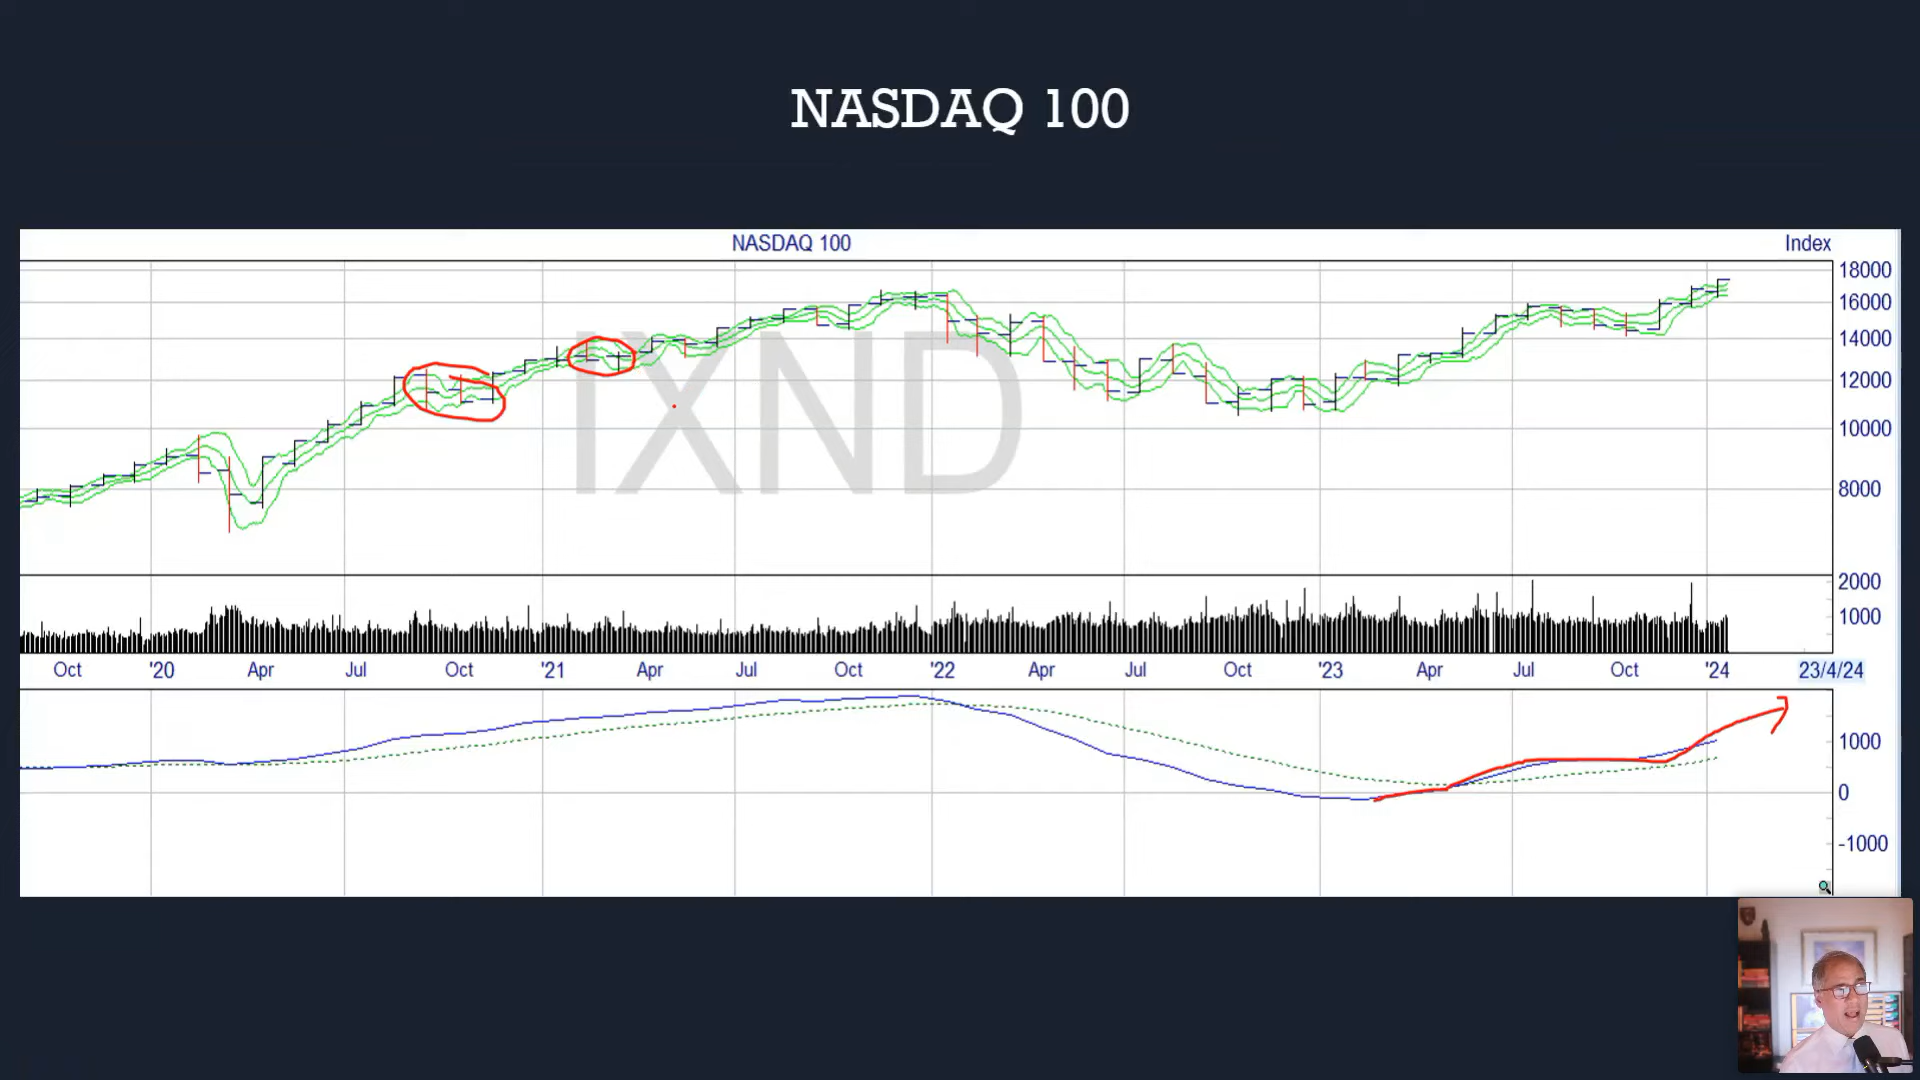 NASDAQ 100
NASDAQ 100 Index
18000
16000
14000
12000
10000
8000
IXND
2000
1000
Oct '20 Apr Jul Oct '21 Apr Jul Oct '22 Apr Jul Oct '23 Apr Jul Oct '24 23/4/24
1000
0
-1000